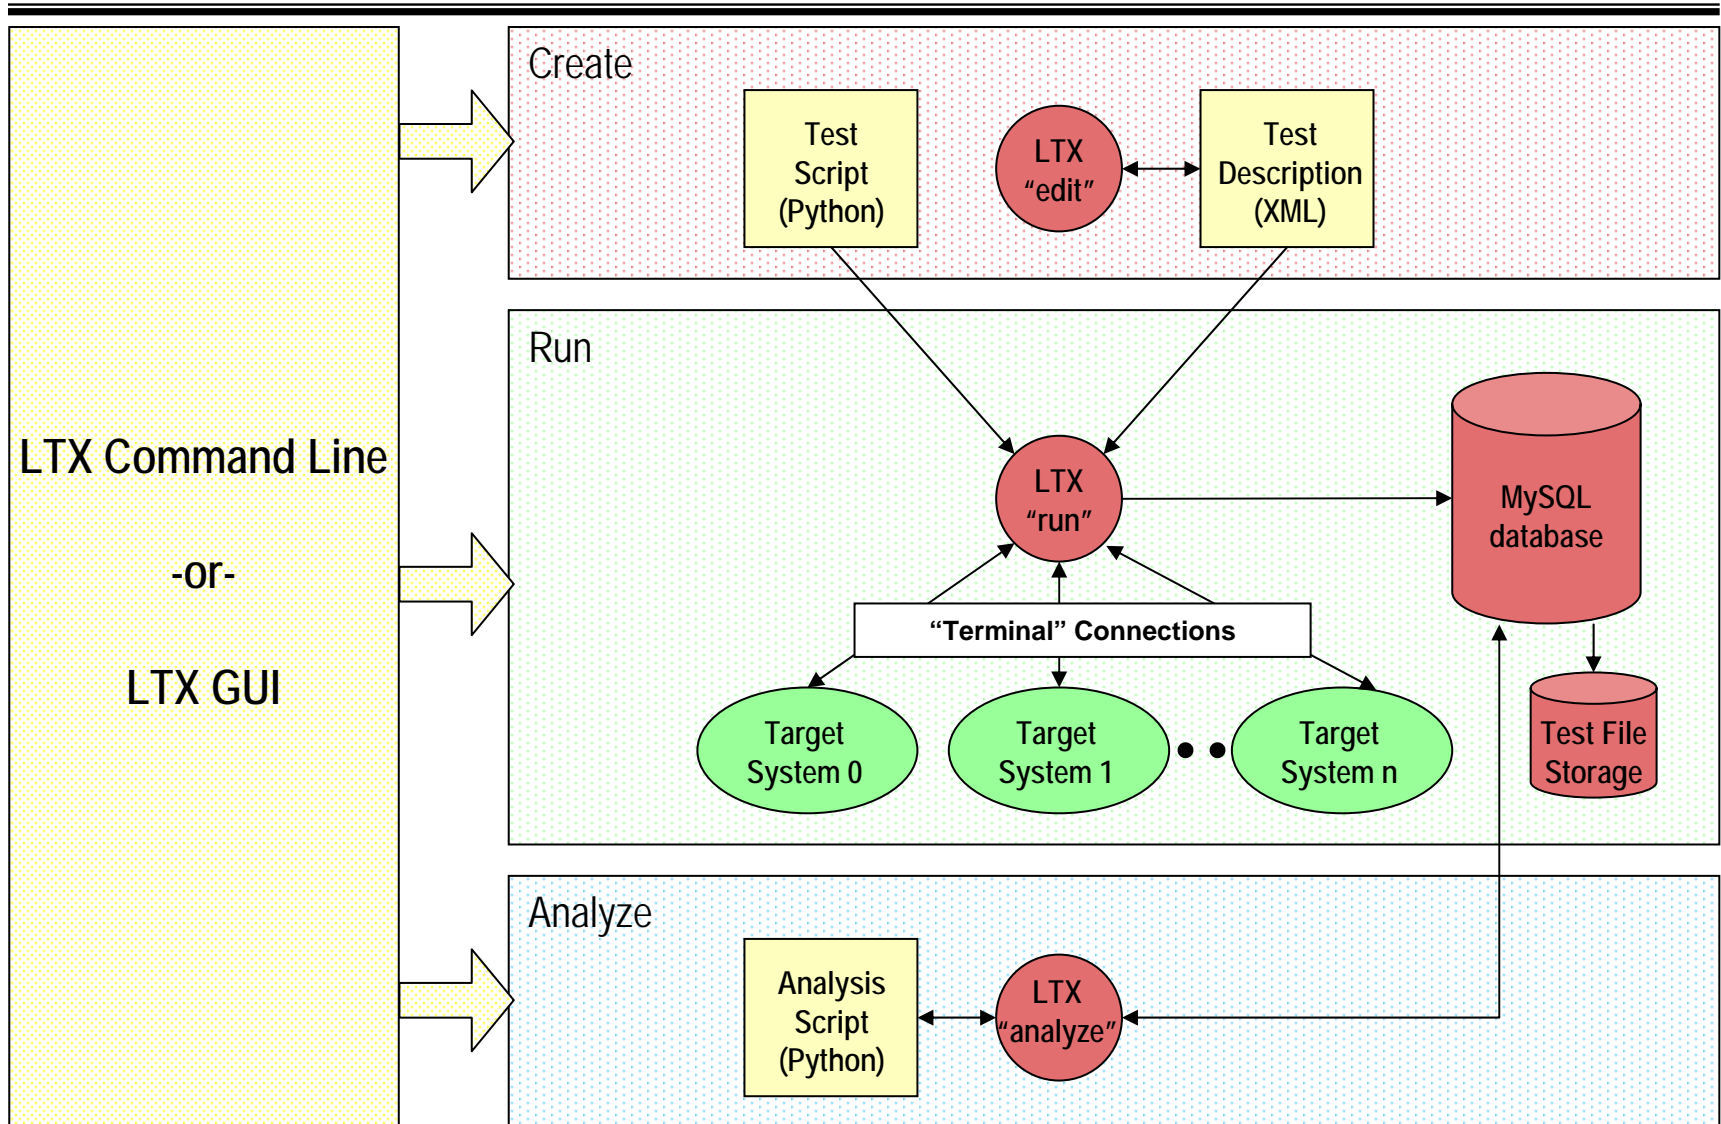 LTX Command Line
-or-
LTX GUI
Create
Test
Script
(Python)
LTX
“edit”
Test
Description
(XML)
Run
LTX
“run”
MySQL
database
“Terminal” Connections
Target
System 0
Target
System 1
Target
System n
Test File
Storage
Analyze
Analysis
Script
(Python)
LTX
“analyze”